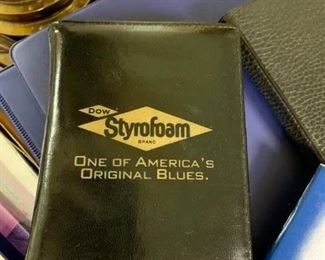 Dow
Styrofoam
BRAND
ONE OF AMERICA'S
ORIGINAL BLUES.